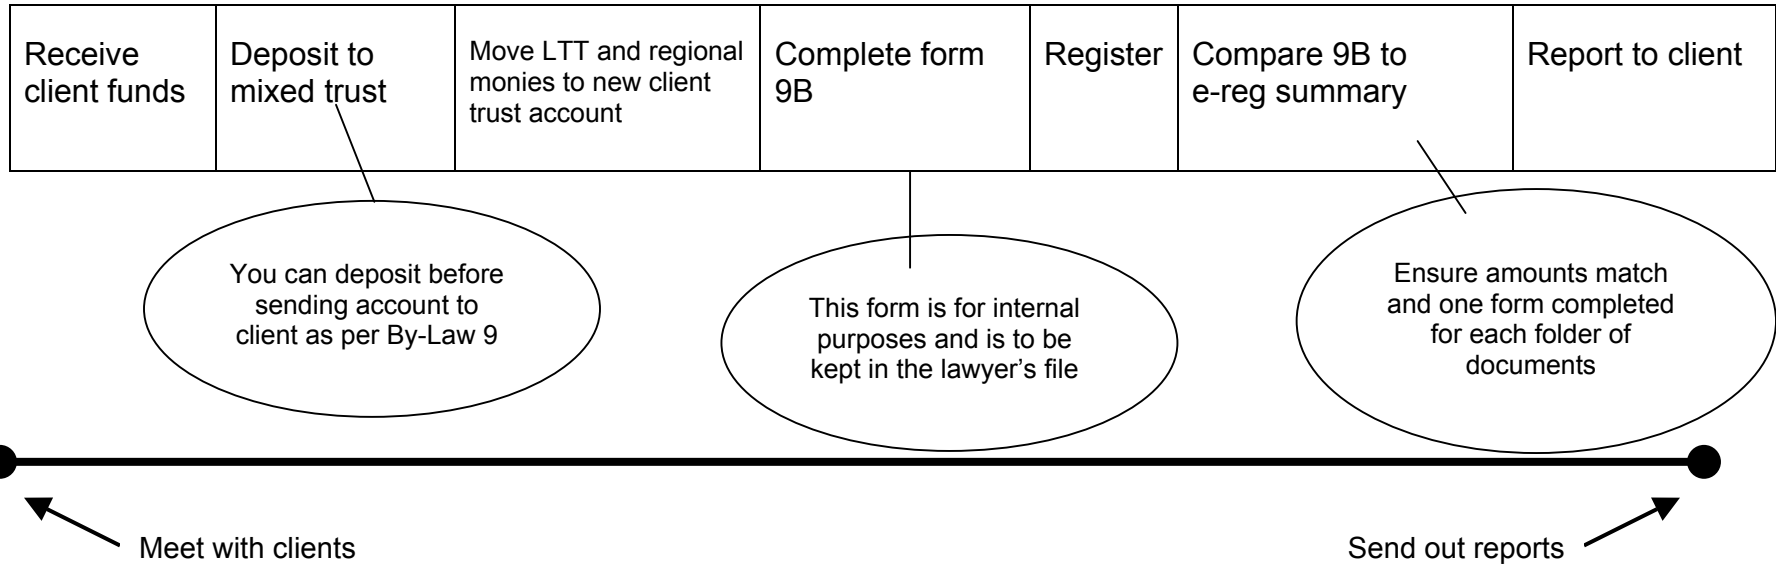 Receive
client funds
Deposit to
mixed trust
Move LTT and regional
monies to new client
trust account
Complete form
9B
Register
Compare 9B to
e-reg summary
Report to client
You can deposit before
sending account to
client as per By-Law 9
This form is for internal
purposes and is to be
kept in the lawyer’s file
Ensure amounts match
and one form completed
for each folder of
documents
Meet with clients
Send out reports